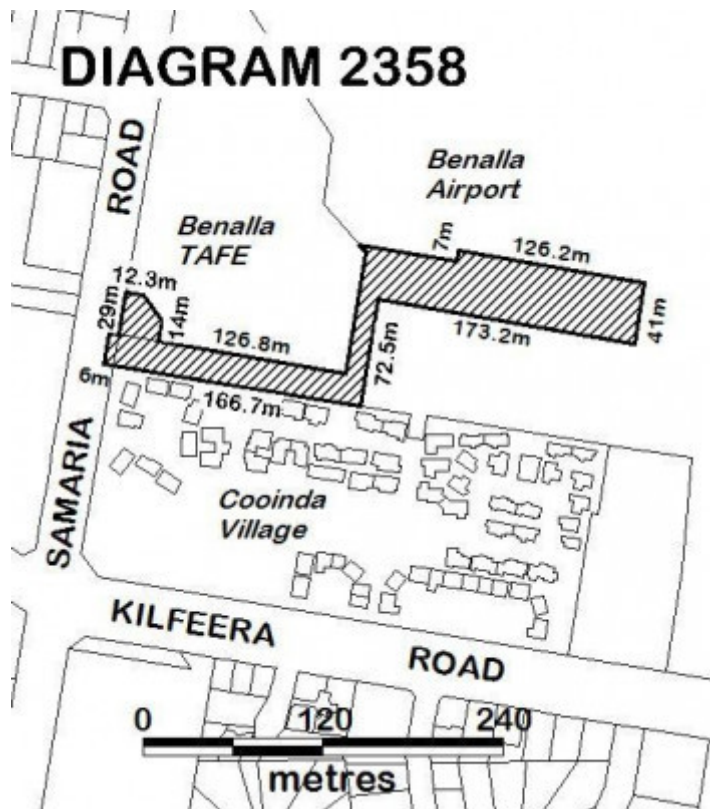 DIAGRAM 2358
ROAD
Benalla
Airport
Benalla
TAFE
7m
126.2m
12.3m
29m
14m
41m
126.8m
173.2m
72.5m
6m
166.7m
SAMARIA
Cooinda
Village
KILFEERA
ROAD
0 120 240
metres